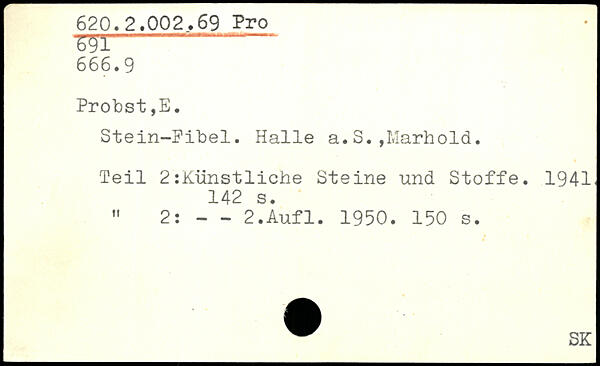 620.2.002.69 Pro
691
666.9
Probst,E.
Stein-Fibel. Halle a.S.,Marhold.
Teil 2:Künstliche Steine und Stoffe. 1941.
142 s.
" 2: - - 2.Aufl. 1950. 150 s.
SK